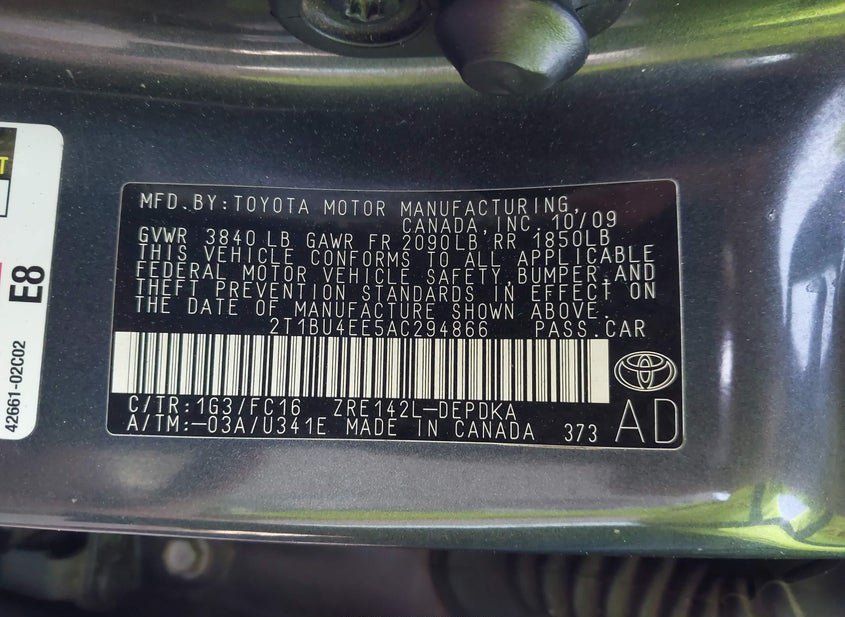 MFD. BY: TOYOTA MOTOR MANUFACTURING,
CANADA, INC. 10/09
GVWR 3840 LB GAWR FR 2090LB RR 1850LB
THIS VEHICLE CONFORMS TO ALL APPLICABLE
FEDERAL MOTOR VEHICLE SAFETY, BUMPER, AND
THEFT PREVENTION STANDARDS IN EFFECT ON
THE DATE OF MANUFACTURE SHOWN ABOVE.
2T1BU4EE5AC294866 PASS. CAR
C/TR: 1G3/FC16 ZRE142L-DEPDKA
A/TM: -03A/U341E MADE IN CANADA 373
AD
E8
42661-02C02